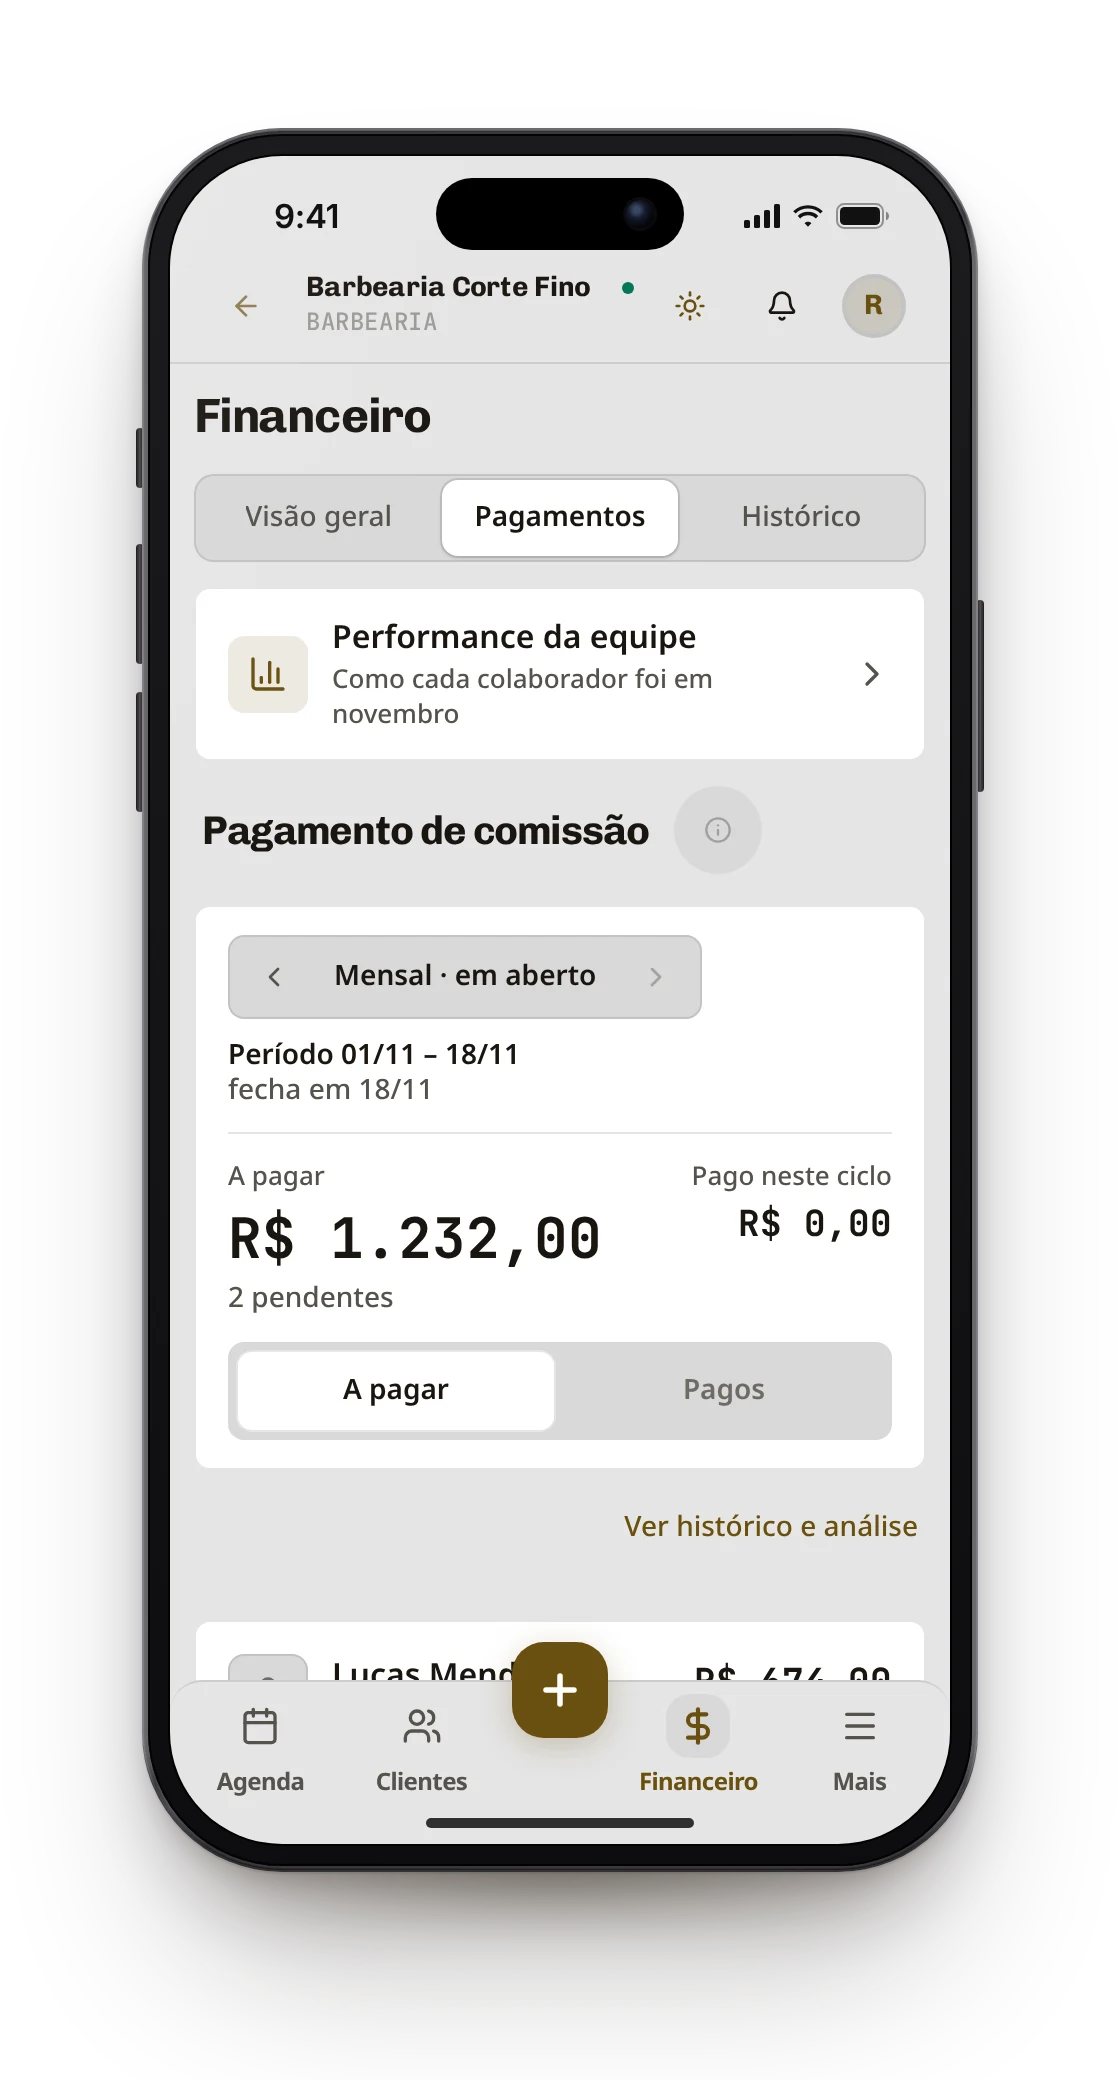 9:41
Barbearia Corte Fino
BARBEARIA
R
Financeiro
Visão geral
Pagamentos
Histórico
Performance da equipe
Como cada colaborador foi em
novembro
Pagamento de comissão
Mensal · em aberto
Período 01/11 – 18/11
fecha em 18/11
A pagar
Pago neste ciclo
R$ 1.232,00
R$ 0,00
2 pendentes
A pagar
Pagos
Ver histórico e análise
Lucas
Agenda
Clientes
Financeiro
Mais